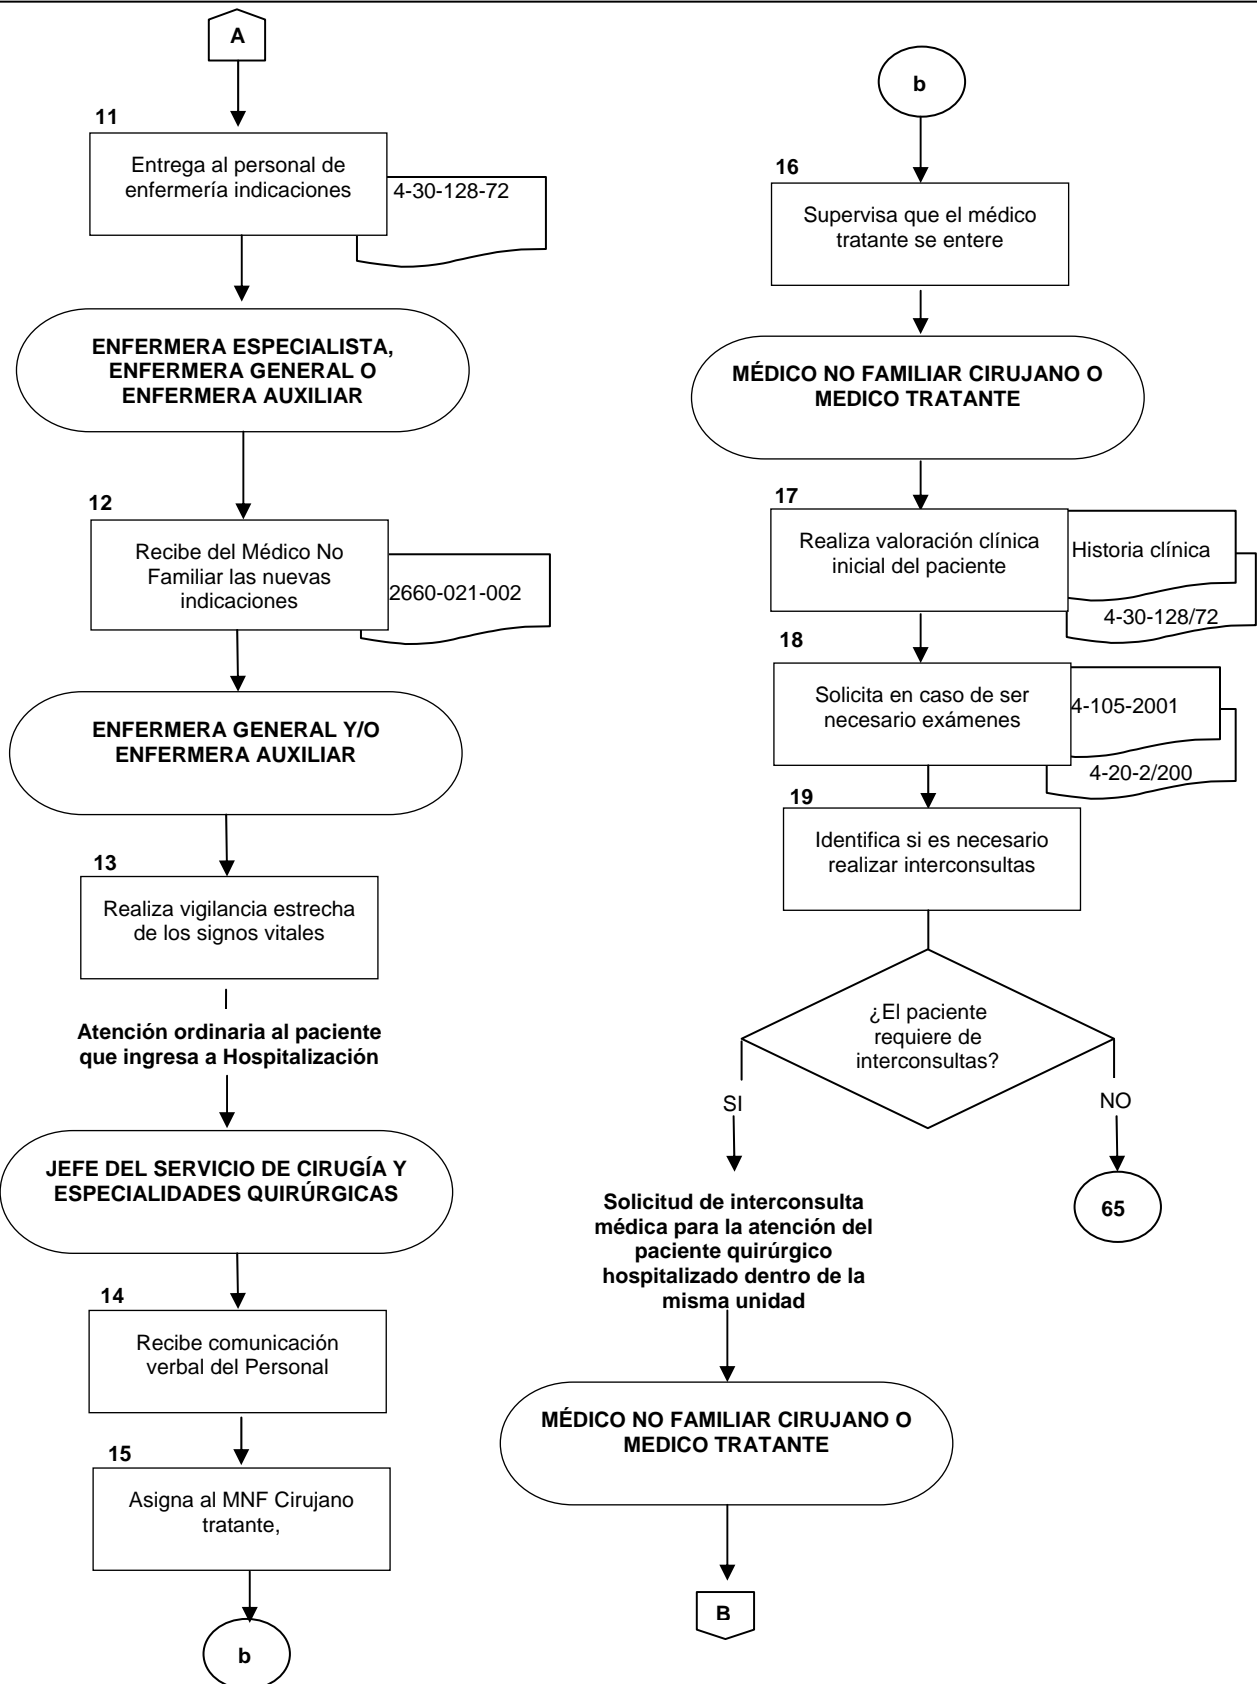 A
11
Entrega al personal de
enfermería indicaciones
4-30-128-72
ENFERMERA ESPECIALISTA,
ENFERMERA GENERAL O
ENFERMERA AUXILIAR
12
Recibe del Médico No
Familiar las nuevas
indicaciones
2660-021-002
ENFERMERA GENERAL Y/O
ENFERMERA AUXILIAR
13
Realiza vigilancia estrecha
de los signos vitales
Atención ordinaria al paciente
que ingresa a Hospitalización
JEFE DEL SERVICIO DE CIRUGÍA Y
ESPECIALIDADES QUIRÚRGICAS
14
Recibe comunicación
verbal del Personal
15
Asigna al MNF Cirujano
tratante,
b
b
16
Supervisa que el médico
tratante se entere
MÉDICO NO FAMILIAR CIRUJANO O
MEDICO TRATANTE
17
Realiza valoración clínica
inicial del paciente
Historia clínica
4-30-128/72
18
Solicita en caso de ser
necesario exámenes
4-105-2001
4-20-2/200
19
Identifica si es necesario
realizar interconsultas
¿El paciente
requiere de
interconsultas?
SI
NO
65
Solicitud de interconsulta
médica para la atención del
paciente quirúrgico
hospitalizado dentro de la
misma unidad
MÉDICO NO FAMILIAR CIRUJANO O
MEDICO TRATANTE
B